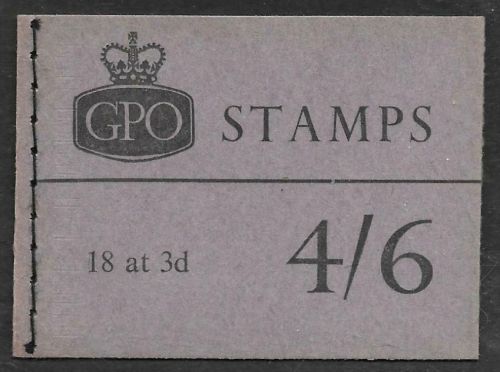 GPO STAMPS
18 at 3d 4/6